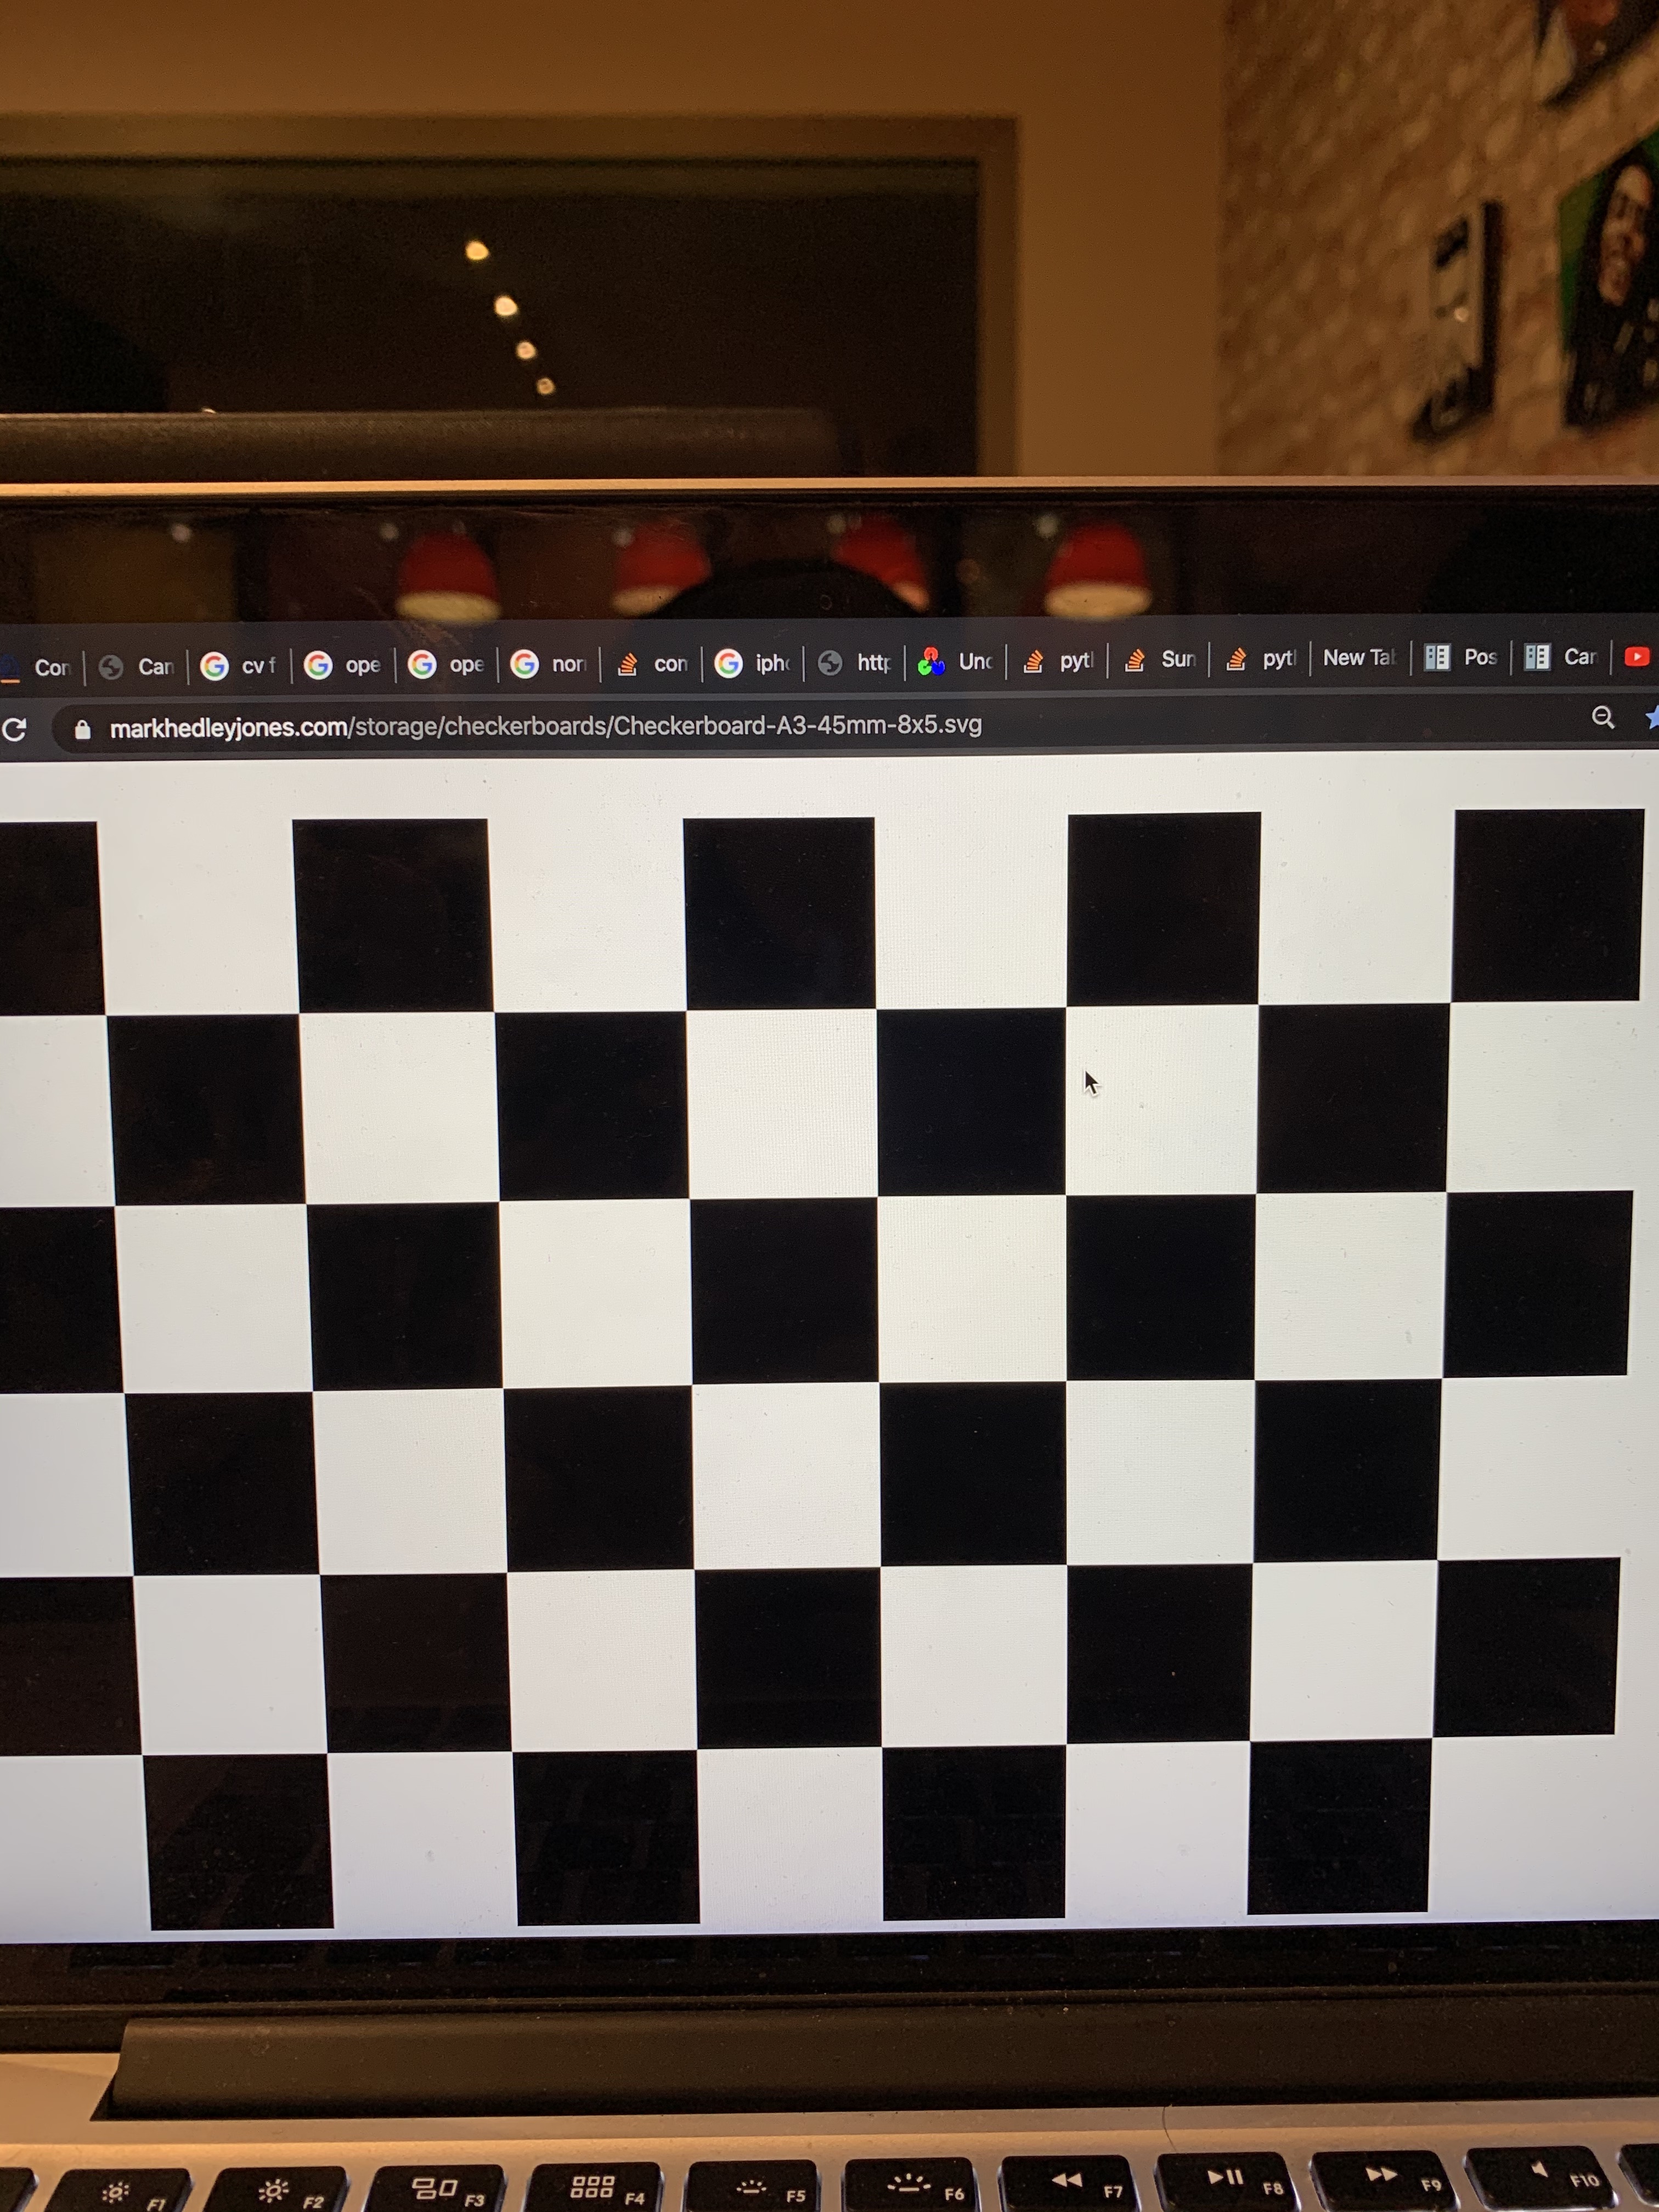 Con Can cv f ope ope nor con iph http Unc pyt Sun pyt New Tab Pos Car
markhedleyjones.com/storage/checkerboards/Checkerboard-A3-45mm-8x5.svg
F1 F2 F3 F4 F5 F6 F7 F8 F9 F10